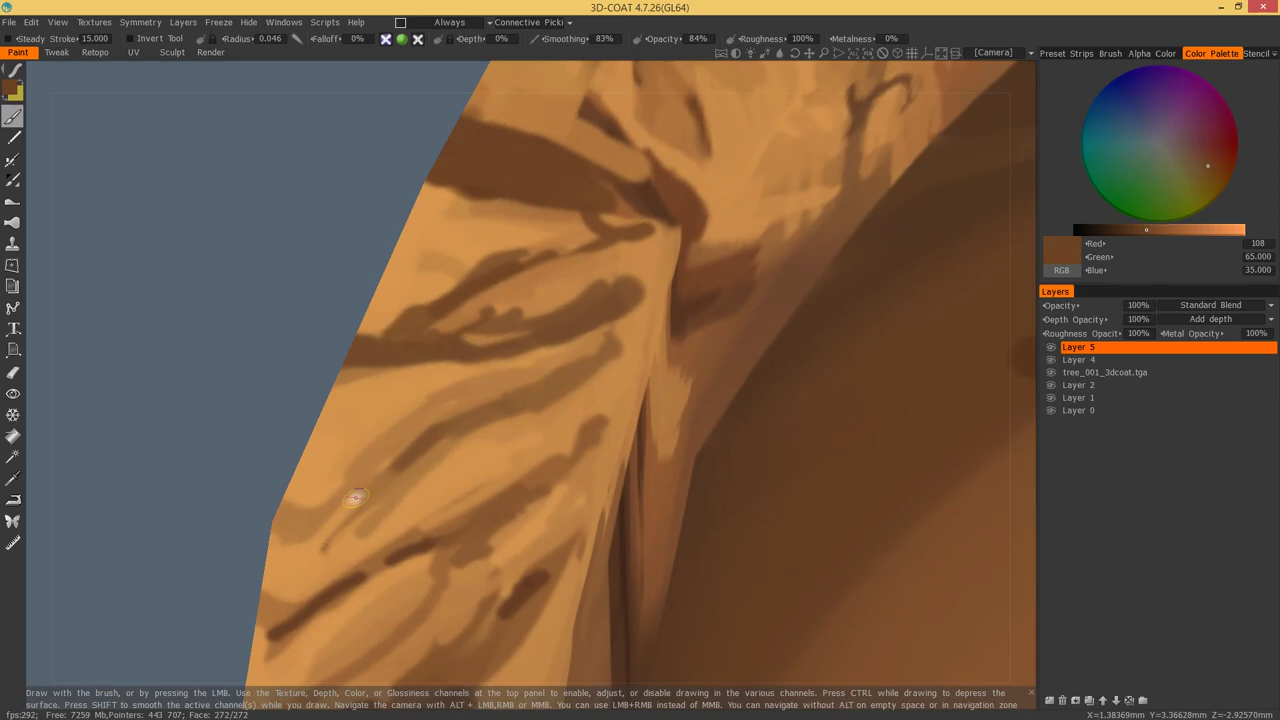 3D-COAT 4.7.26(GL64)
File Edit View Textures Symmetry Layers Freeze Hide Windows Scripts Help Always Connective Picki
Steady Stroke 15.000 Invert Tool Radius 0.046 Falloff 0% Depth 0% Smoothing 83% Opacity 84% Roughness 100% Metalness 0%
Paint Tweak Retopo UV Sculpt Render [Camera] Preset Strips Brush Alpha Color Color Palette Stencil
Red 108
Green 65.000
RGB Blue 35.000
Layers
Opacity 100% Standard Blend
Depth Opacity 100% Add depth
Roughness Opacit 100% Metal Opacity 100%
Layer 5
Layer 4
tree_001_3dcoat.tga
Layer 2
Layer 1
Layer 0
Draw with the brush, or by pressing the LMB. Use the Texture, Depth, Color, or Glossiness channels at the top panel to enable, adjust, or disable drawing in the various channels. Press CTRL while drawing to depress the
surface. Press SHIFT to smooth the active channel(s) while you draw. Navigate the camera with ALT + LMB,RMB or MMB. You can use LMB+RMB instead of MMB. You can navigate without ALT on empty space or in navigation zone
fps:292; Free: 7259 Mb,Pointers: 443 707; Face: 272/272 X=1.38369mm Y=3.36628mm Z=-2.92570mm